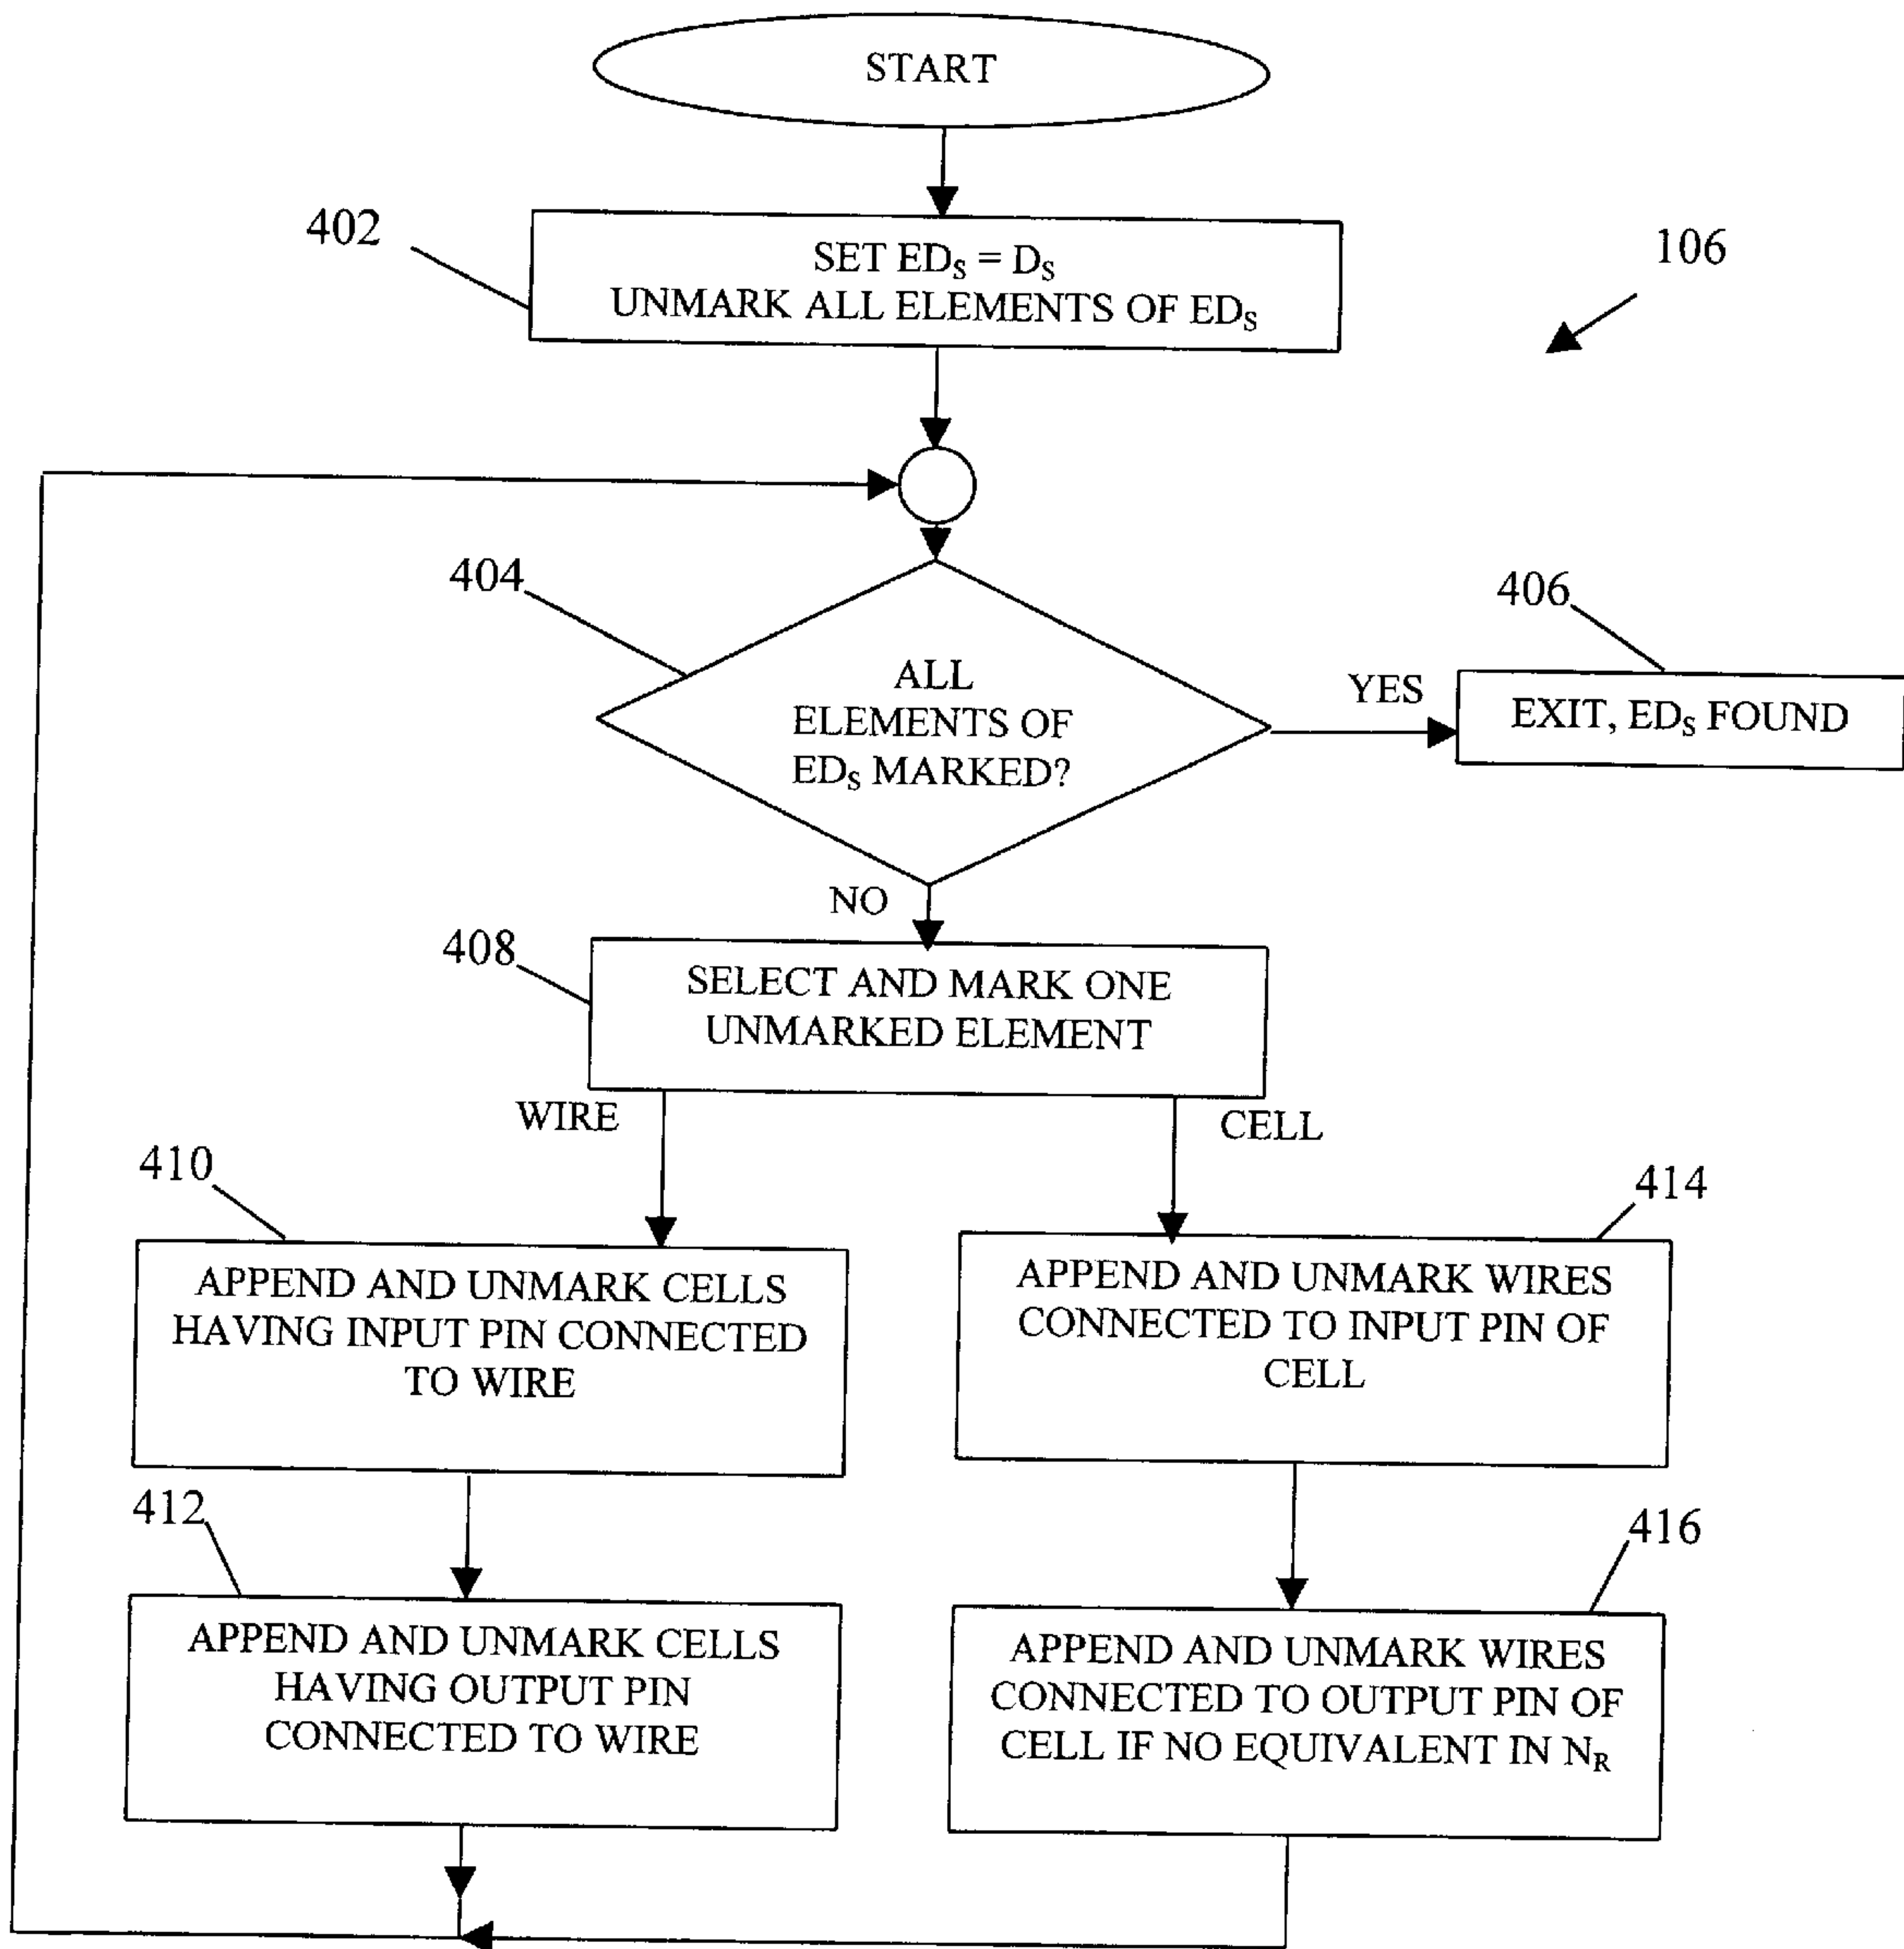 START
402
SET EDS = DS
UNMARK ALL ELEMENTS OF EDS
106
404
406
ALL
ELEMENTS OF
EDS MARKED?
YES
EXIT, EDS FOUND
NO
408
SELECT AND MARK ONE
UNMARKED ELEMENT
WIRE
CELL
410
414
APPEND AND UNMARK CELLS
HAVING INPUT PIN CONNECTED
TO WIRE
APPEND AND UNMARK WIRES
CONNECTED TO INPUT PIN OF
CELL
412
416
APPEND AND UNMARK CELLS
HAVING OUTPUT PIN
CONNECTED TO WIRE
APPEND AND UNMARK WIRES
CONNECTED TO OUTPUT PIN OF
CELL IF NO EQUIVALENT IN NR